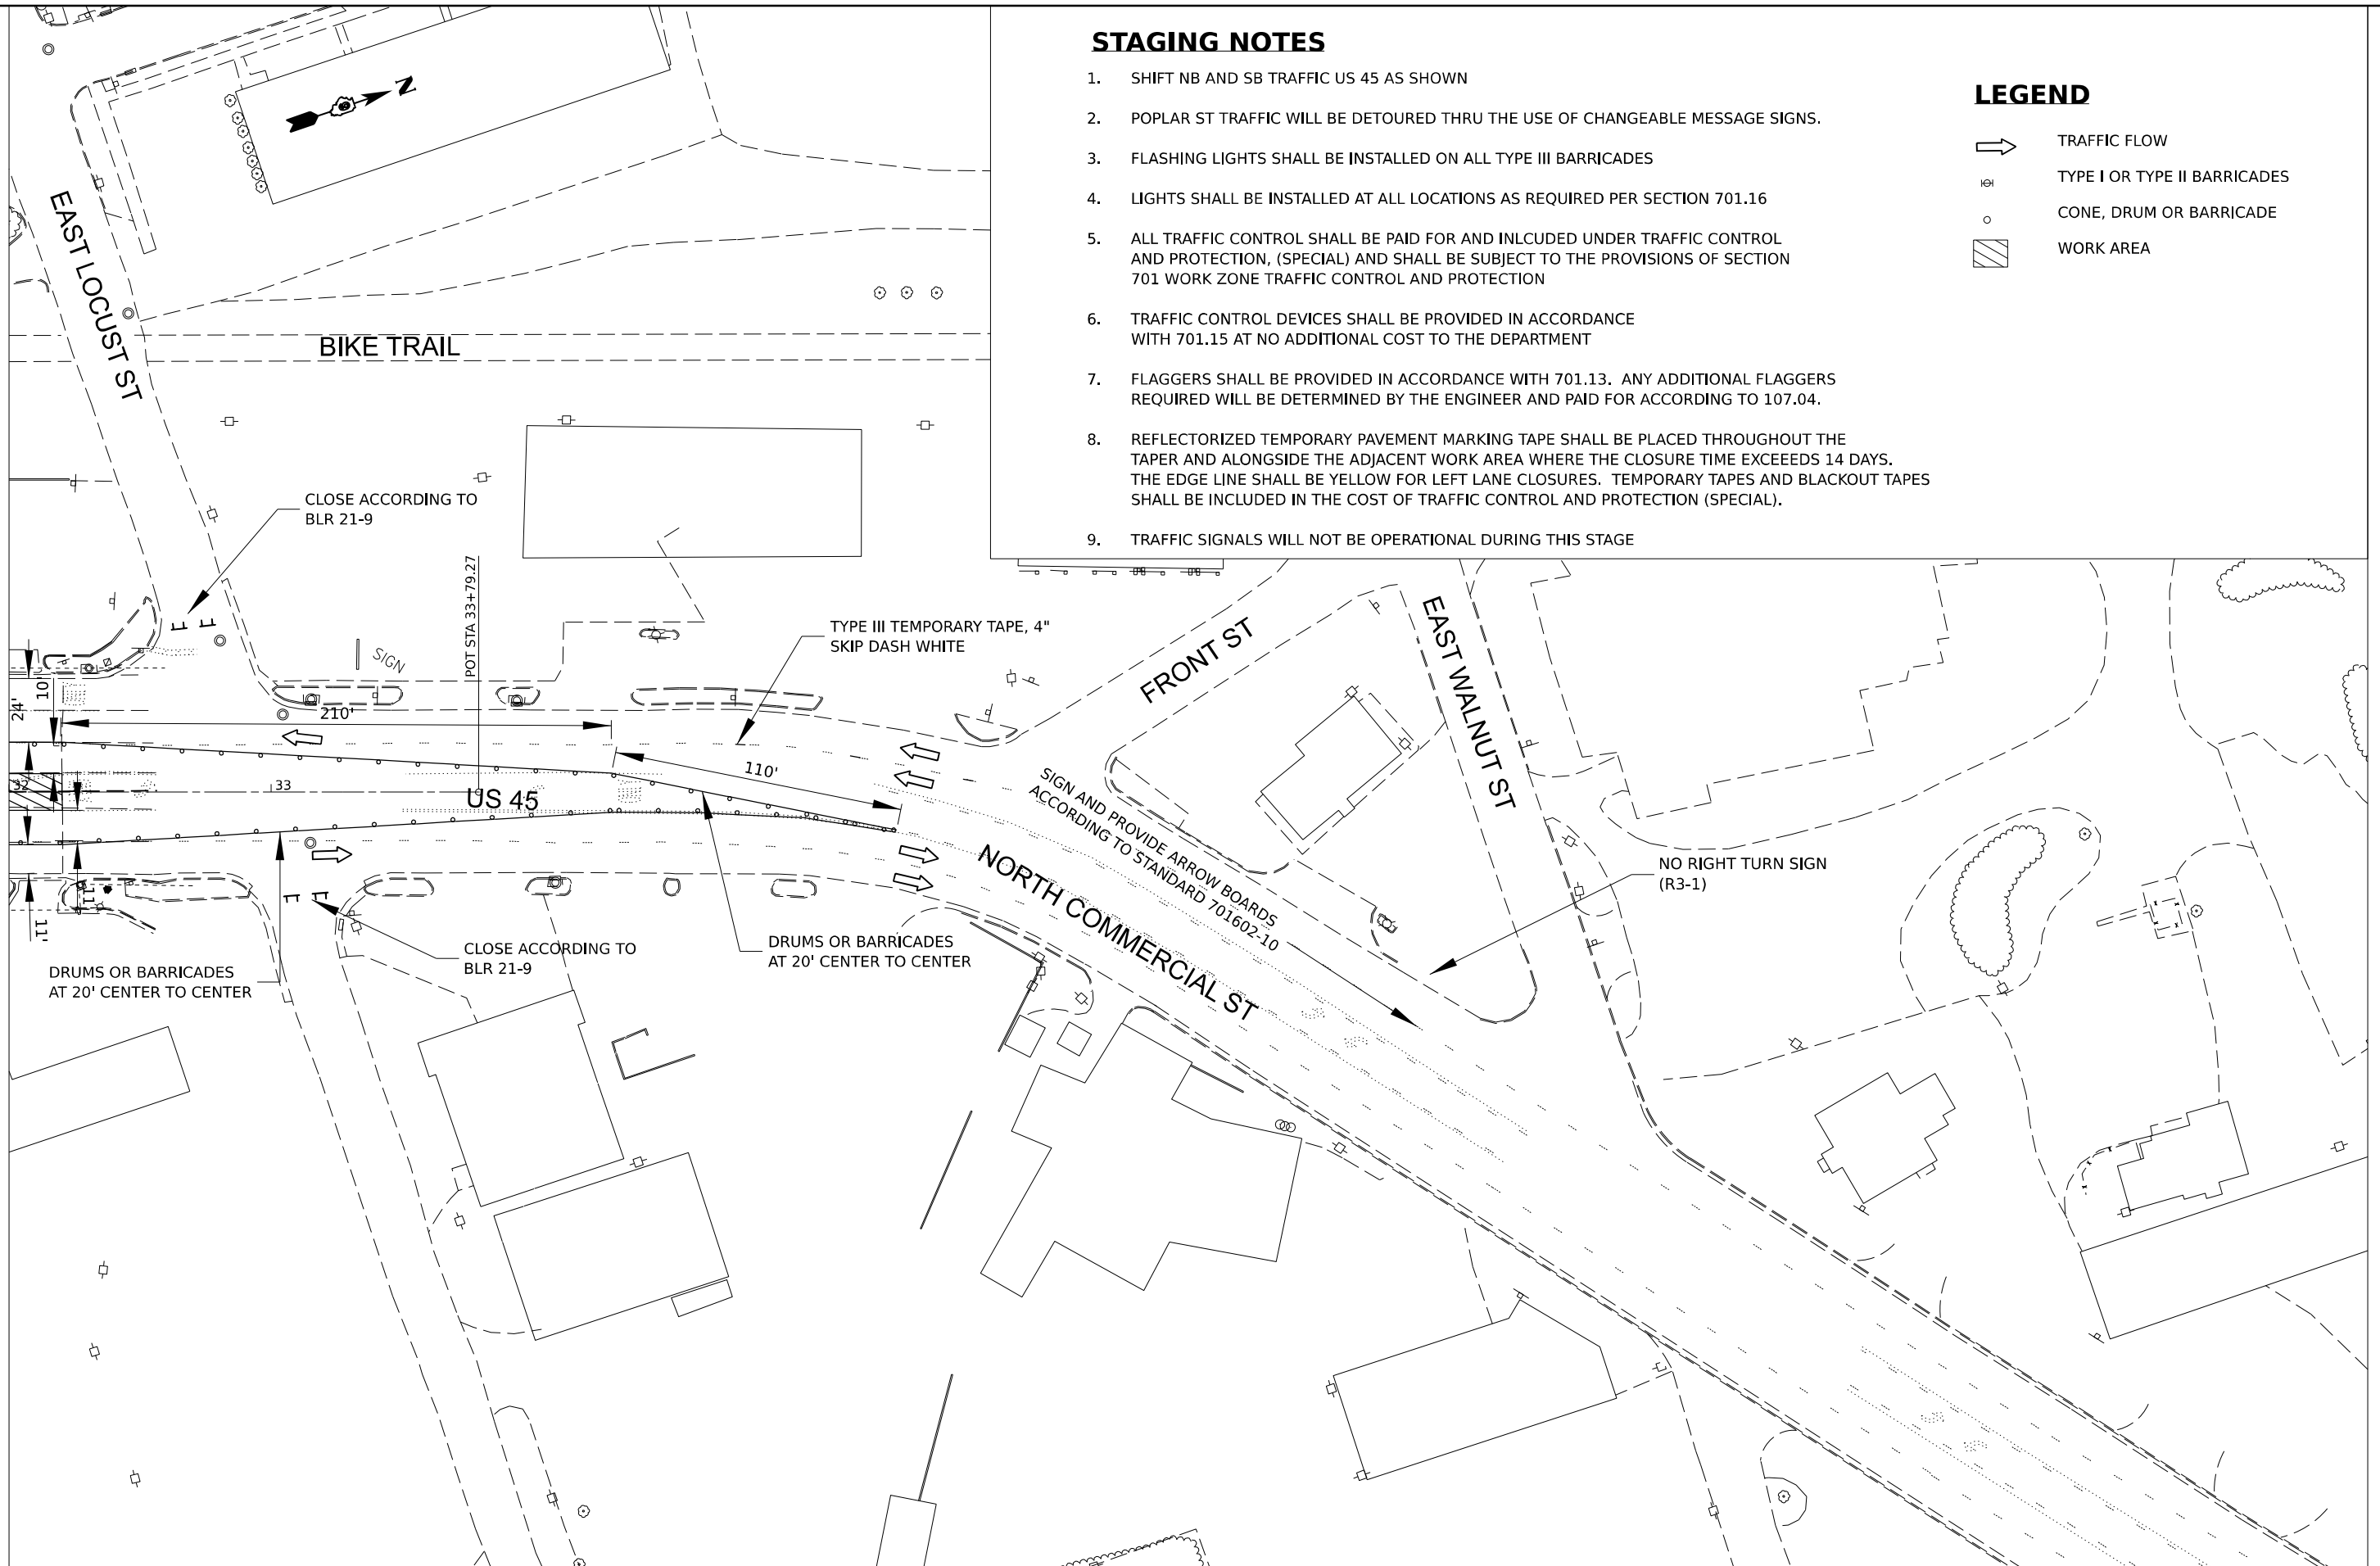 STAGING NOTES
1. SHIFT NB AND SB TRAFFIC US 45 AS SHOWN
2. POPLAR ST TRAFFIC WILL BE DETOURED THRU THE USE OF CHANGEABLE MESSAGE SIGNS.
3. FLASHING LIGHTS SHALL BE INSTALLED ON ALL TYPE III BARRICADES
4. LIGHTS SHALL BE INSTALLED AT ALL LOCATIONS AS REQUIRED PER SECTION 701.16
5. ALL TRAFFIC CONTROL SHALL BE PAID FOR AND INLCUDED UNDER TRAFFIC CONTROL
AND PROTECTION, (SPECIAL) AND SHALL BE SUBJECT TO THE PROVISIONS OF SECTION
701 WORK ZONE TRAFFIC CONTROL AND PROTECTION
6. TRAFFIC CONTROL DEVICES SHALL BE PROVIDED IN ACCORDANCE
WITH 701.15 AT NO ADDITIONAL COST TO THE DEPARTMENT
7. FLAGGERS SHALL BE PROVIDED IN ACCORDANCE WITH 701.13. ANY ADDITIONAL FLAGGERS
REQUIRED WILL BE DETERMINED BY THE ENGINEER AND PAID FOR ACCORDING TO 107.04.
8. REFLECTORIZED TEMPORARY PAVEMENT MARKING TAPE SHALL BE PLACED THROUGHOUT THE
TAPER AND ALONGSIDE THE ADJACENT WORK AREA WHERE THE CLOSURE TIME EXCEEEDS 14 DAYS.
THE EDGE LINE SHALL BE YELLOW FOR LEFT LANE CLOSURES. TEMPORARY TAPES AND BLACKOUT TAPES
SHALL BE INCLUDED IN THE COST OF TRAFFIC CONTROL AND PROTECTION (SPECIAL).
9. TRAFFIC SIGNALS WILL NOT BE OPERATIONAL DURING THIS STAGE
LEGEND
TRAFFIC FLOW
TYPE I OR TYPE II BARRICADES
CONE, DRUM OR BARRICADE
WORK AREA
N
EAST LOCUST ST
BIKE TRAIL
CLOSE ACCORDING TO
BLR 21-9
POT STA 33+79.27
SIGN
TYPE III TEMPORARY TAPE, 4"
SKIP DASH WHITE
FRONT ST
EAST WALNUT ST
24'
10'
210'
110'
32
33
US 45
SIGN AND PROVIDE ARROW BOARDS
ACCORDING TO STANDARD 701602-10
NORTH COMMERCIAL ST
NO RIGHT TURN SIGN
(R3-1)
11'
11'
DRUMS OR BARRICADES
AT 20' CENTER TO CENTER
CLOSE ACCORDING TO
BLR 21-9
DRUMS OR BARRICADES
AT 20' CENTER TO CENTER